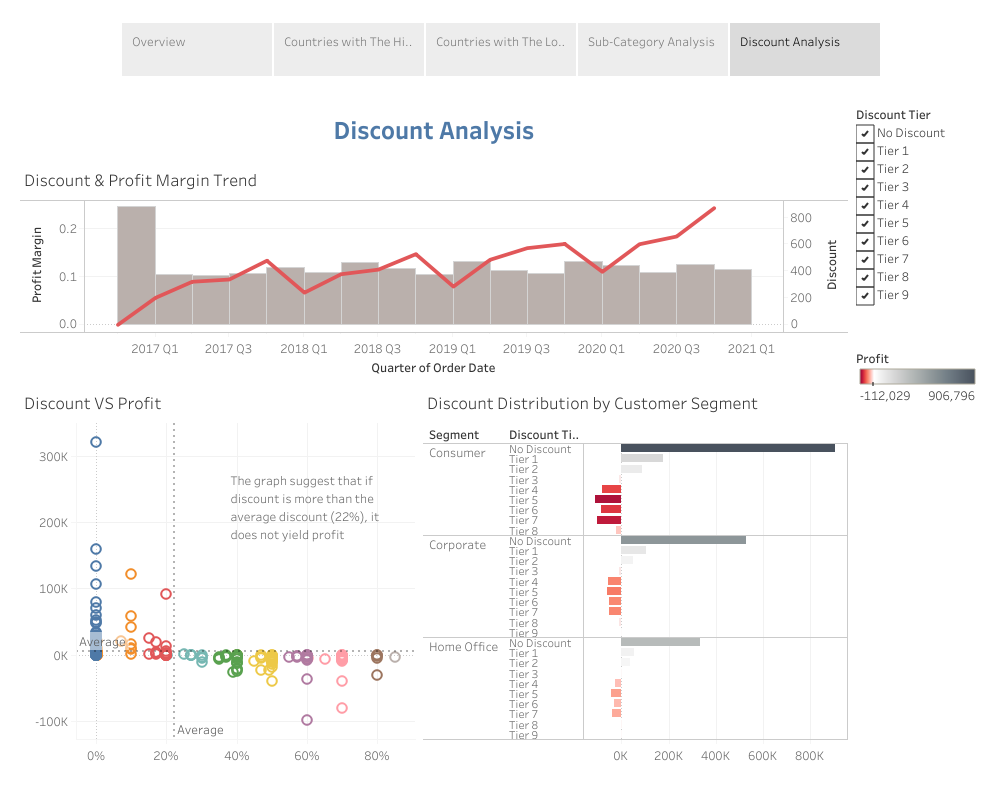 Overview
Countries with The Hi..
Countries with The Lo..
Sub-Category Analysis
Discount Analysis
Discount Analysis
Discount Tier
No Discount
Tier 1
Tier 2
Tier 3
Tier 4
Tier 5
Tier 6
Tier 7
Tier 8
Tier 9
Discount & Profit Margin Trend
Profit Margin
0.2
0.1
0.0
800
600
400
200
0
Discount
2017 Q1
2017 Q3
2018 Q1
2018 Q3
2019 Q1
2019 Q3
2020 Q1
2020 Q3
2021 Q1
Quarter of Order Date
Profit
-112,029
906,796
Discount VS Profit
300K
200K
100K
0K
-100K
The graph suggest that if
discount is more than the
average discount (22%), it
does not yield profit
Average
Average
0%
20%
40%
60%
80%
Discount Distribution by Customer Segment
Segment
Discount Ti..
Consumer
No Discount
Tier 1
Tier 2
Tier 3
Tier 4
Tier 5
Tier 6
Tier 7
Tier 8
Corporate
No Discount
Tier 1
Tier 2
Tier 3
Tier 4
Tier 5
Tier 6
Tier 7
Tier 8
Tier 9
Home Office
No Discount
Tier 1
Tier 2
Tier 3
Tier 4
Tier 5
Tier 6
Tier 7
Tier 8
Tier 9
0K
200K
400K
600K
800K